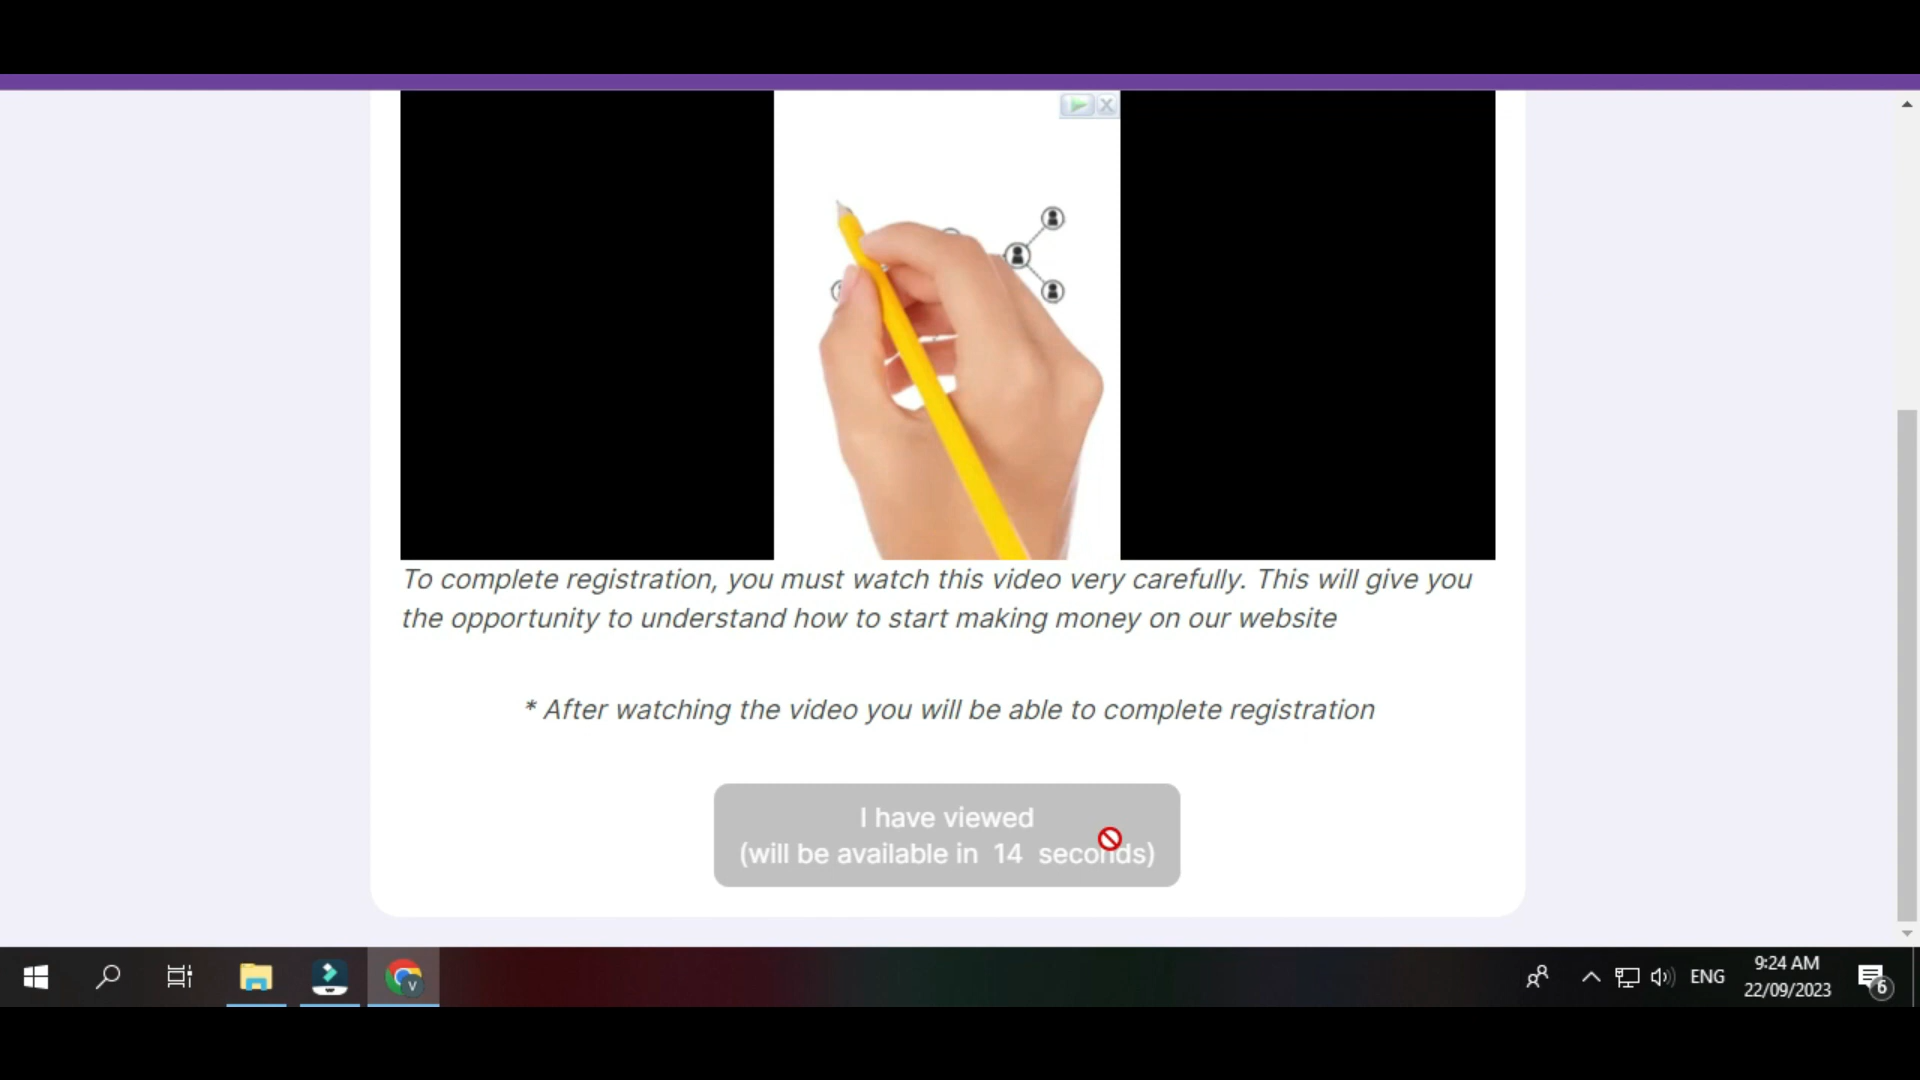 To complete registration, you must watch this video very carefully. This will give you
the opportunity to understand how to start making money on our website
* After watching the video you will be able to complete registration
I have viewed
(will be available in 14 seconds)
V
ENG
9:24 AM
22/09/2023
6